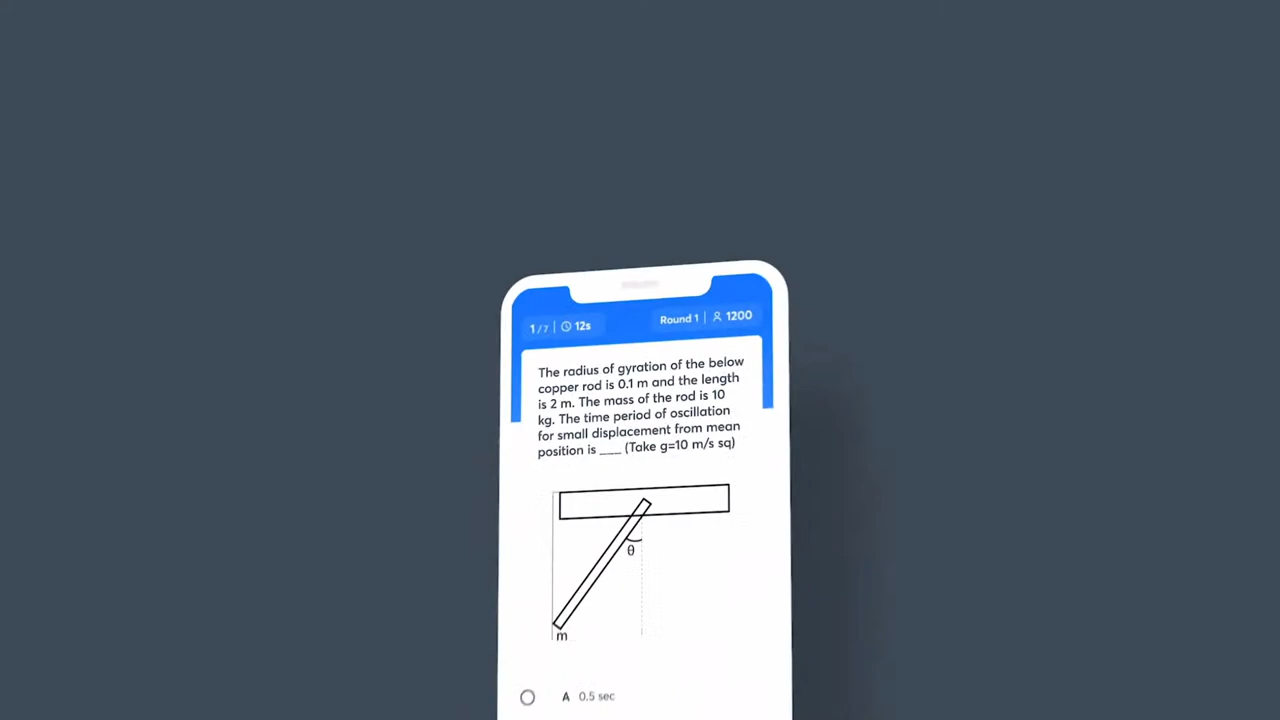 1/7 | 12s Round 1 | 1200
The radius of gyration of the below
copper rod is 0.1 m and the length
is 2 m. The mass of the rod is 10
kg. The time period of oscillation
for small displacement from mean
position is ___ (Take g=10 m/s sq)
θ
m
A 0.5 sec